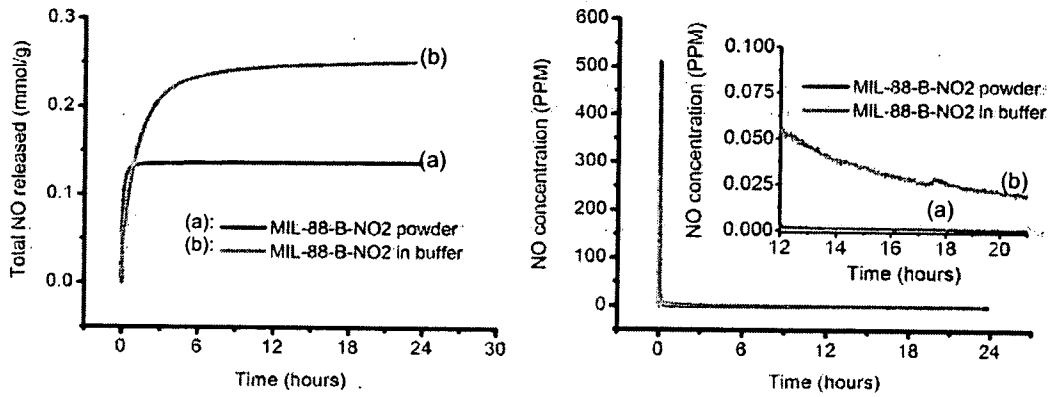 Total NO released (mmol/g)
0.3
0.2
0.1
0.0
(b)
(a)
(a): MIL-88-B-NO2 powder
(b): MIL-88-B-NO2 in buffer
0 6 12 18 24 30
Time (hours)
NO concentration (PPM)
600
500
400
300
200
100
0
0 6 12 18 24
Time (hours)
NO concentration (PPM)
0.100
0.075
0.050
0.025
0.000
MIL-88-B-NO2 powder
MIL-88-B-NO2 in buffer
(b)
(a)
12 14 16 18 20
Time (hours)